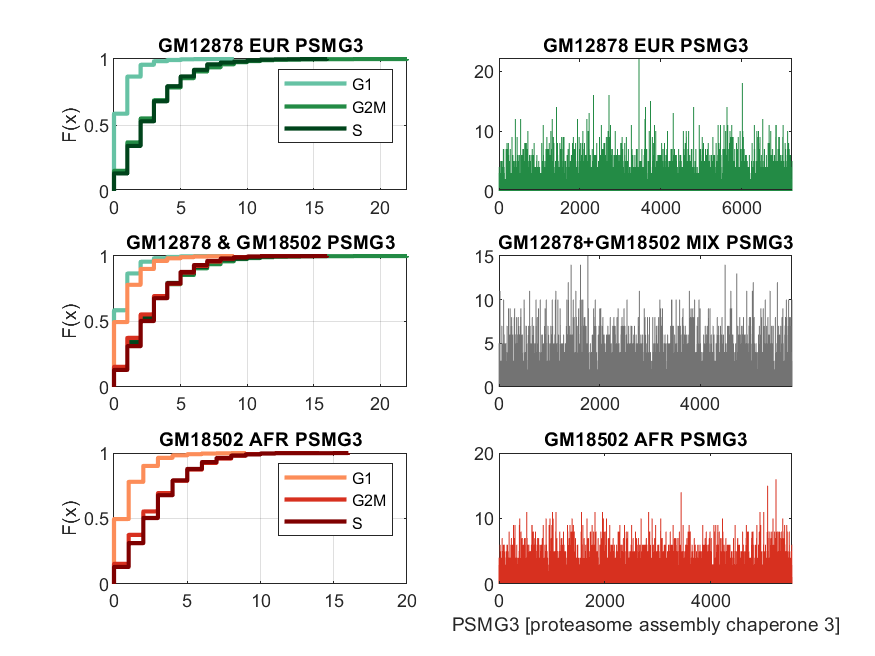 GM12878 EUR PSMG3
F(x)
1
0.5
0
0 5 10 15 20
G1
G2M
S
GM12878 EUR PSMG3
20
10
0
0 2000 4000 6000
GM12878 & GM18502 PSMG3
F(x)
1
0.5
0
0 5 10 15 20
GM12878+GM18502 MIX PSMG3
15
10
5
0
0 2000 4000
GM18502 AFR PSMG3
F(x)
1
0.5
0
0 5 10 15 20
G1
G2M
S
GM18502 AFR PSMG3
20
10
0
0 2000 4000
PSMG3 [proteasome assembly chaperone 3]